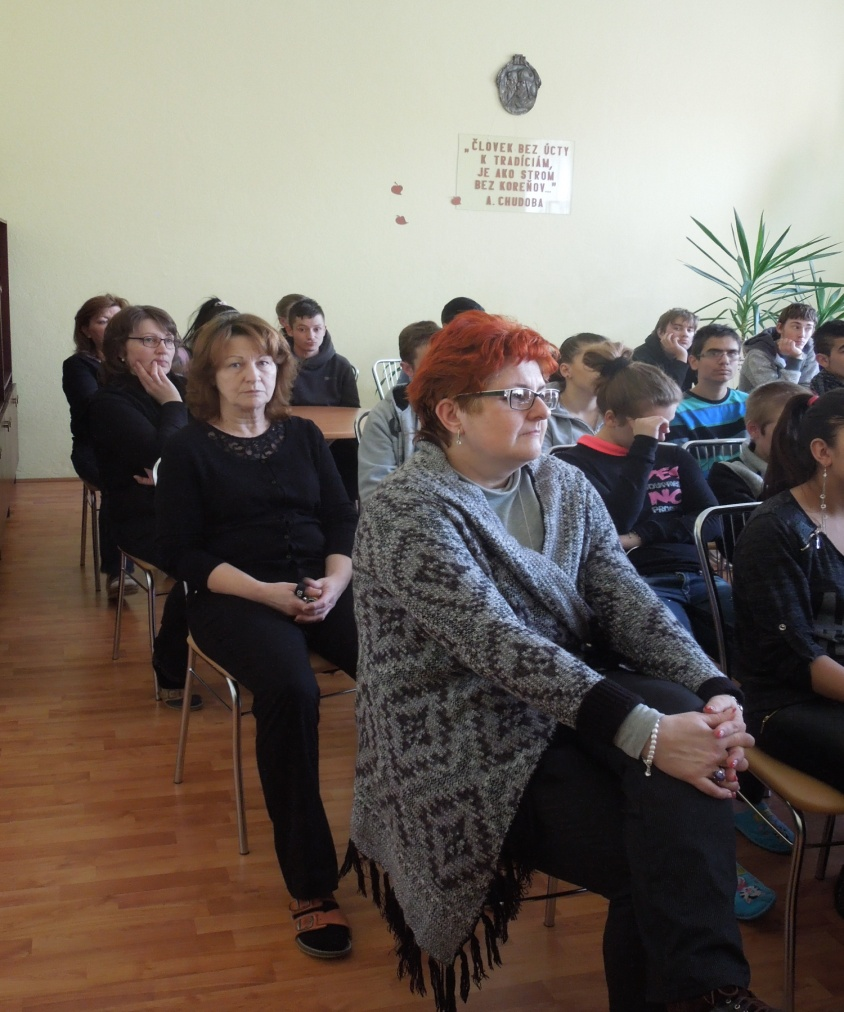 „ČLOVEK BEZ ÚCTY
K TRADÍCIÁM,
JE AKO STROM
BEZ KOREŇOV..."
A. CHUDOBA